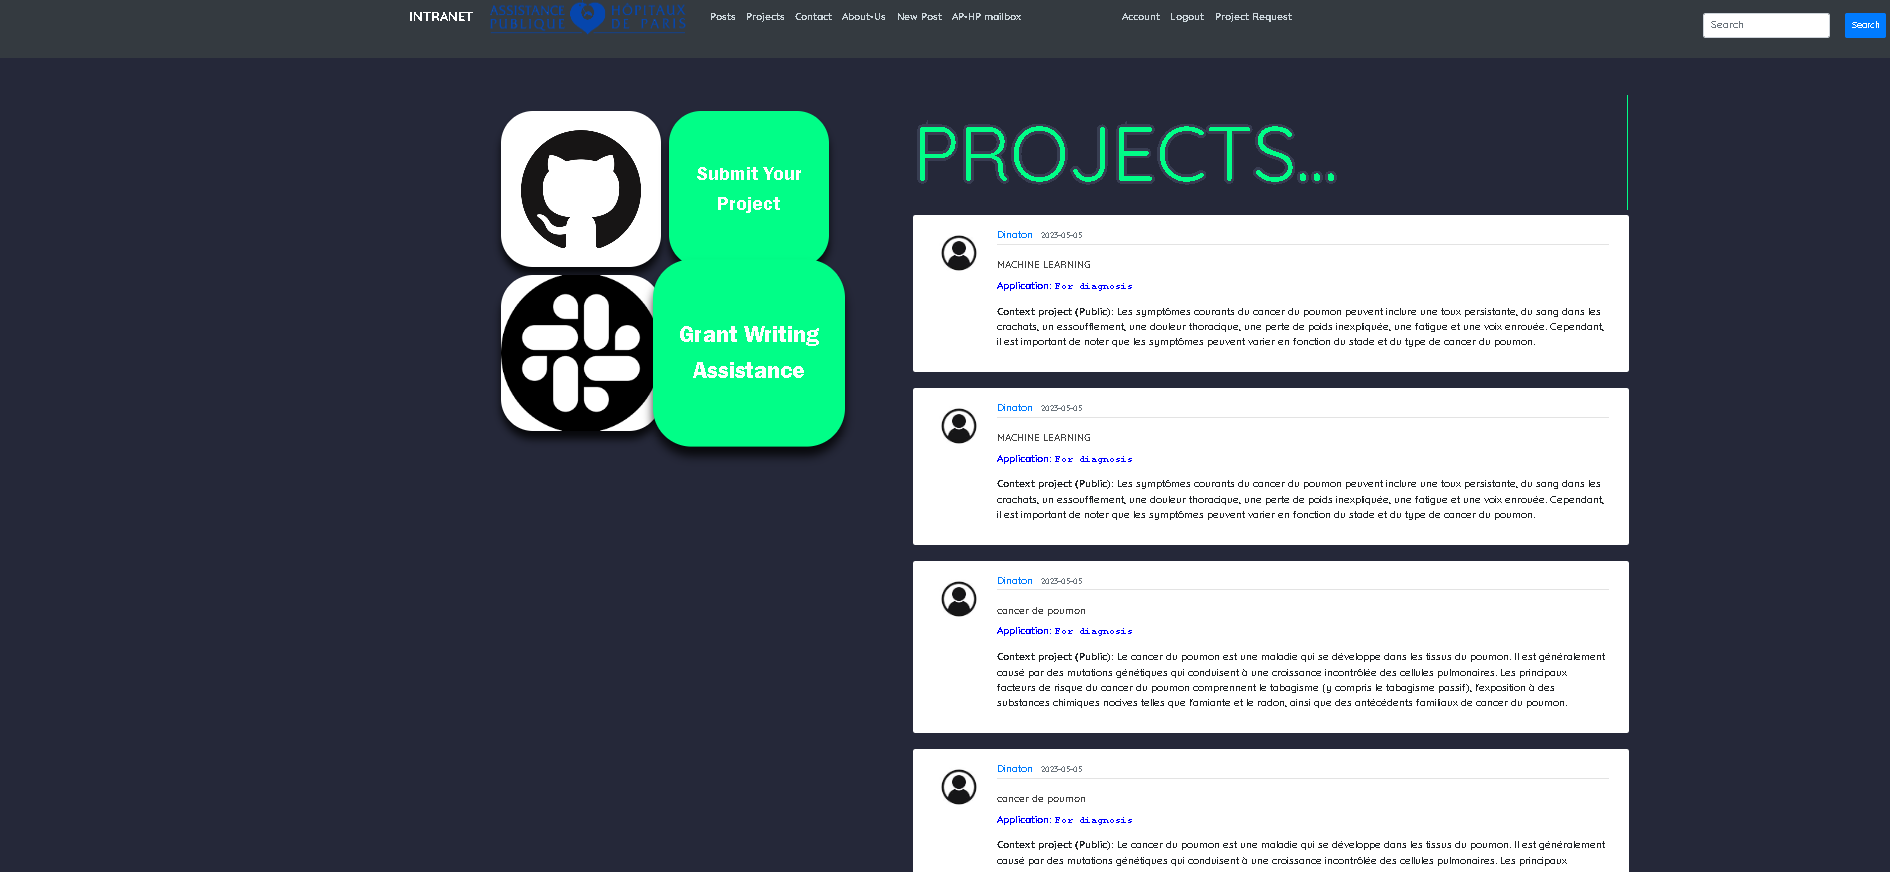 INTRANET
ASSISTANCE HÔPITAUX
PUBLIQUE DE PARIS
Posts Projects Contact About-Us New Post AP-HP mailbox Account Logout Project Request
Search Search
Submit Your
Project
Grant Writing
Assistance
PROJECTS...
Dinaton 2023-05-05
MACHINE LEARNING
Application: For diagnosis
Context project (Public): Les symptômes courants du cancer du poumon peuvent inclure une toux persistante, du sang dans les
crachats, un essoufflement, une douleur thoracique, une perte de poids inexpliquée, une fatigue et une voix enrouée. Cependant,
il est important de noter que les symptômes peuvent varier en fonction du stade et du type de cancer du poumon.
Dinaton 2023-05-05
MACHINE LEARNING
Application: For diagnosis
Context project (Public): Les symptômes courants du cancer du poumon peuvent inclure une toux persistante, du sang dans les
crachats, un essoufflement, une douleur thoracique, une perte de poids inexpliquée, une fatigue et une voix enrouée. Cependant,
il est important de noter que les symptômes peuvent varier en fonction du stade et du type de cancer du poumon.
Dinaton 2023-05-05
cancer de poumon
Application: For diagnosis
Context project (Public): Le cancer du poumon est une maladie qui se développe dans les tissus du poumon. Il est généralement
causé par des mutations génétiques qui conduisent à une croissance incontrôlée des cellules pulmonaires. Les principaux
facteurs de risque du cancer du poumon comprennent le tabagisme (y compris le tabagisme passif), l'exposition à des
substances chimiques nocives telles que l'amiante et le radon, ainsi que des antécédents familiaux de cancer du poumon.
Dinaton 2023-05-05
cancer de poumon
Application: For diagnosis
Context project (Public): Le cancer du poumon est une maladie qui se développe dans les tissus du poumon. Il est généralement
causé par des mutations génétiques qui conduisent à une croissance incontrôlée des cellules pulmonaires. Les principaux